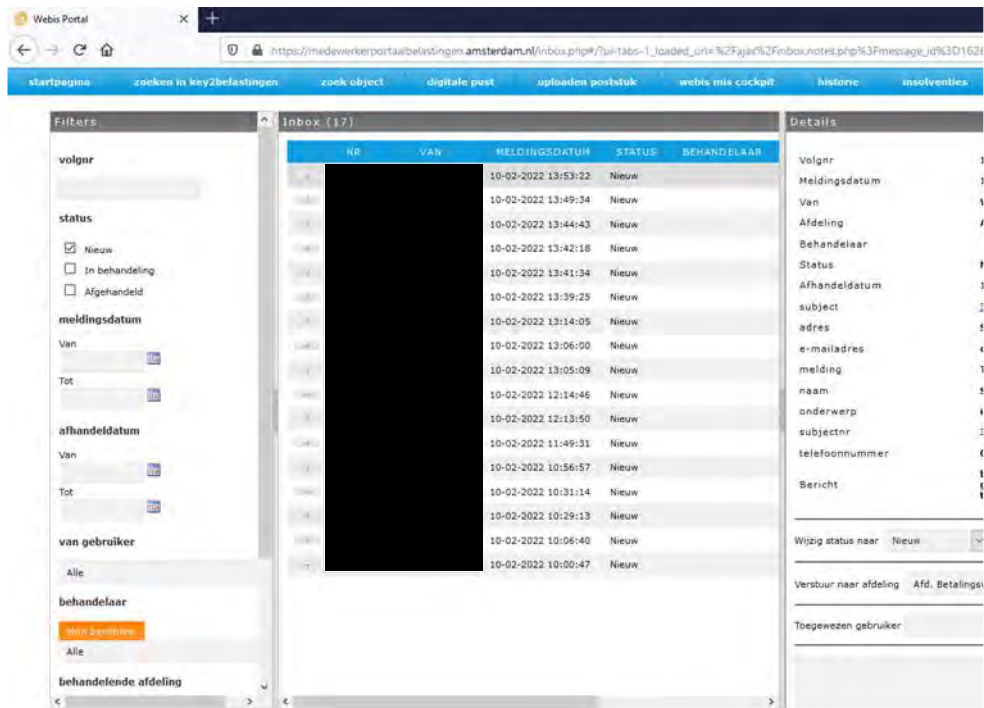 Webis Portal
https://medewerkerportaalbelastingen.amsterdam.nl/inbox.php#/?ui-tabs-1_loaded_uri=%2Fajax%2Finbox.notes.php%3Fmessage_id%3D1626
startpagina zoeken in key2belastingen zoek object digitale post uploaden poststuk webis mis cockpit historie insolventies
Filters
volgnr
status
Nieuw
In behandeling
Afgehandeld
meldingsdatum
Van
Tot
afhandeldatum
Van
Tot
van gebruiker
Alle
behandelaar
Alle
behandelende afdeling
Inbox (17)
NR VAN MELDINGSDATUM STATUS BEHANDELAAR
10-02-2022 13:53:22 Nieuw
10-02-2022 13:49:34 Nieuw
10-02-2022 13:44:43 Nieuw
10-02-2022 13:42:18 Nieuw
10-02-2022 13:41:34 Nieuw
10-02-2022 13:39:25 Nieuw
10-02-2022 13:14:05 Nieuw
10-02-2022 13:06:00 Nieuw
10-02-2022 13:05:09 Nieuw
10-02-2022 12:14:46 Nieuw
10-02-2022 12:13:50 Nieuw
10-02-2022 11:49:31 Nieuw
10-02-2022 10:56:57 Nieuw
10-02-2022 10:31:14 Nieuw
10-02-2022 10:29:13 Nieuw
10-02-2022 10:06:40 Nieuw
10-02-2022 10:00:47 Nieuw
Details
Volgnr
Meldingsdatum
Van
Afdeling
Behandelaar
Status
Afhandeldatum
subject
adres
e-mailadres
melding
naam
onderwerp
subjectnr
telefoonnummer
Bericht
Wijzig status naar Nieuw
Verstuur naar afdeling Afd.
Toegewezen gebruiker